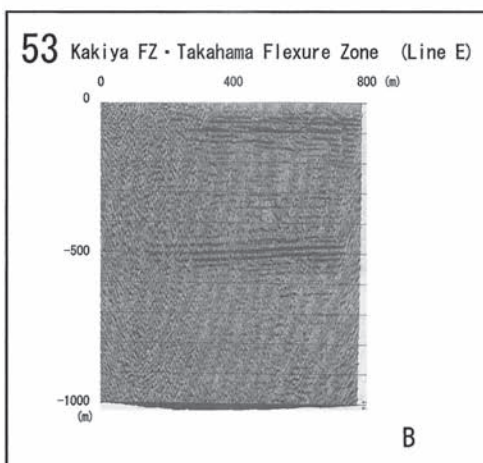 53 Kakiya FZ・Takahama Flexure Zone (Line E)
0 400 800 (m)
0
-500
-1000
(m)
B